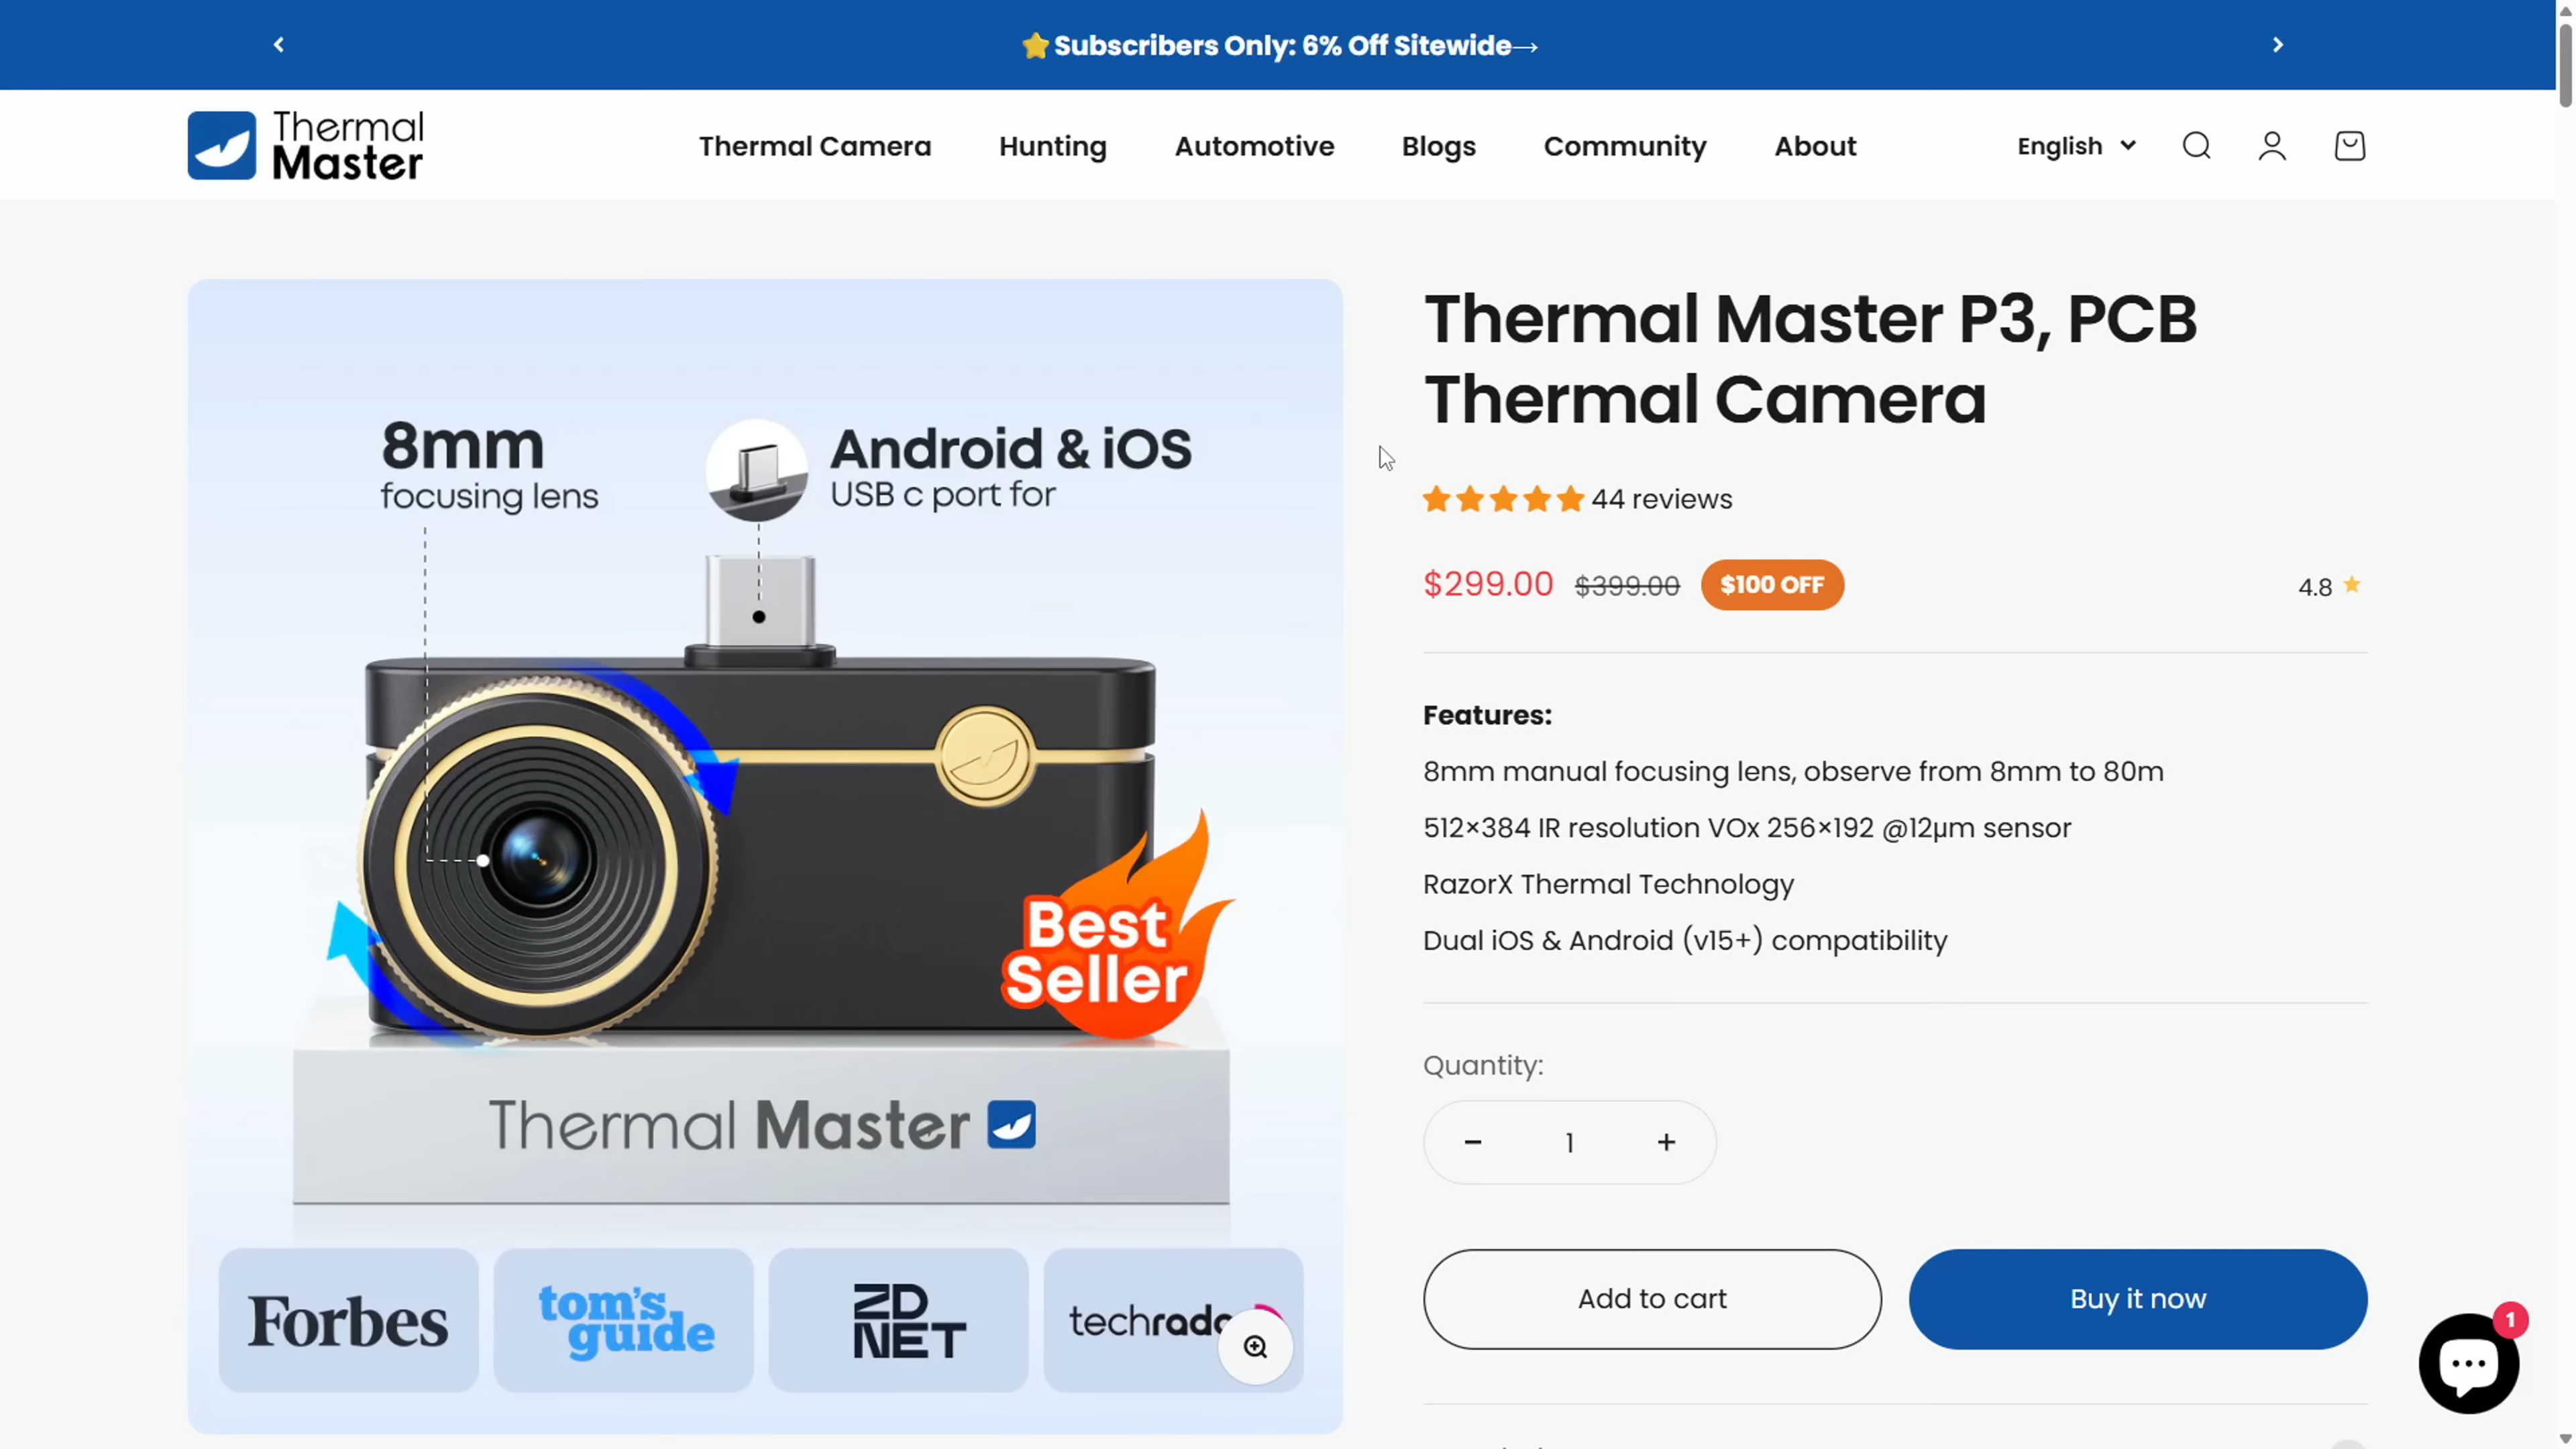 Subscribers Only: 6% Off Sitewide→
Thermal
Master
Thermal Camera
Hunting
Automotive
Blogs
Community
About
English
8mm
focusing lens
Android & iOS
USB c port for
Best
Seller
Thermal Master
Forbes
tom's
guide
ZD
NET
Thermal Master P3, PCB
Thermal Camera
44 reviews
$299.00 $399.00 $100 OFF
4.8
Features:
8mm manual focusing lens, observe from 8mm to 80m
512×384 IR resolution VOx 256×192 @12μm sensor
RazorX Thermal Technology
Dual iOS & Android (v15+) compatibility
Quantity:
- 1 +
Add to cart
Buy it now
1